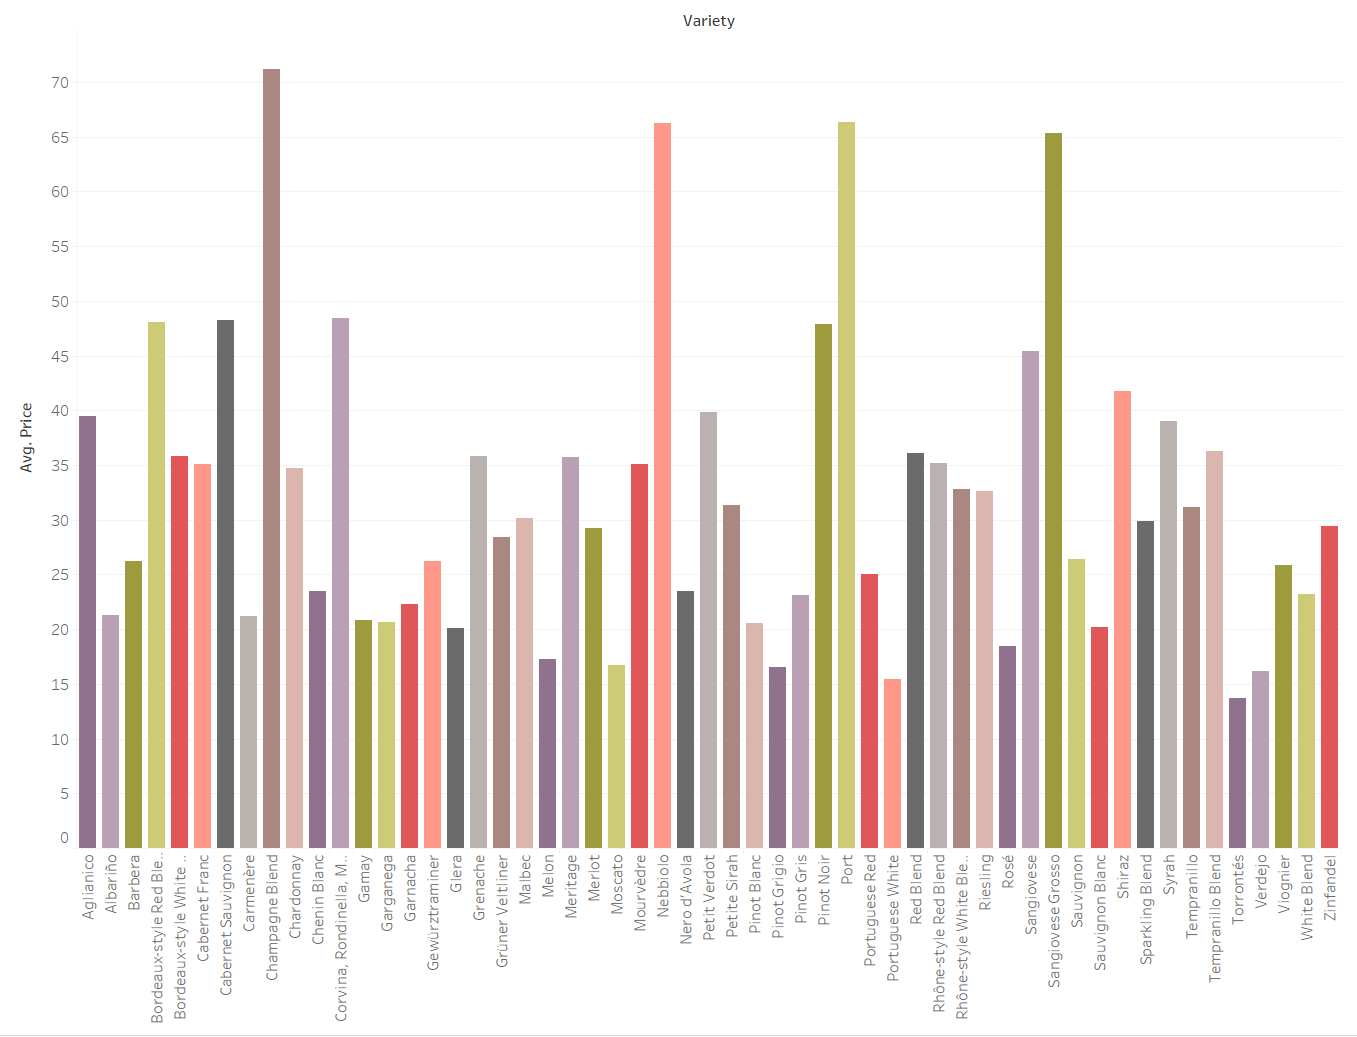 Variety
Avg. Price
70
65
60
55
50
45
40
35
30
25
20
15
10
5
0
Aglianico
Albariño
Barbera
Bordeaux-style Red Ble..
Bordeaux-style White ..
Cabernet Franc
Cabernet Sauvignon
Carmenère
Champagne Blend
Chardonnay
Chenin Blanc
Corvina, Rondinella, M..
Gamay
Garganega
Garnacha
Gewürztraminer
Glera
Grenache
Grüner Veltliner
Malbec
Melon
Meritage
Merlot
Moscato
Mourvèdre
Nebbiolo
Nero d'Avola
Petit Verdot
Petite Sirah
Pinot Blanc
Pinot Grigio
Pinot Gris
Pinot Noir
Port
Portuguese Red
Portuguese White
Red Blend
Rhône-style Red Blend
Rhône-style White Ble..
Riesling
Rosé
Sangiovese
Sangiovese Grosso
Sauvignon
Sauvignon Blanc
Shiraz
Sparkling Blend
Syrah
Tempranillo
Tempranillo Blend
Torrontés
Verdejo
Viognier
White Blend
Zinfandel